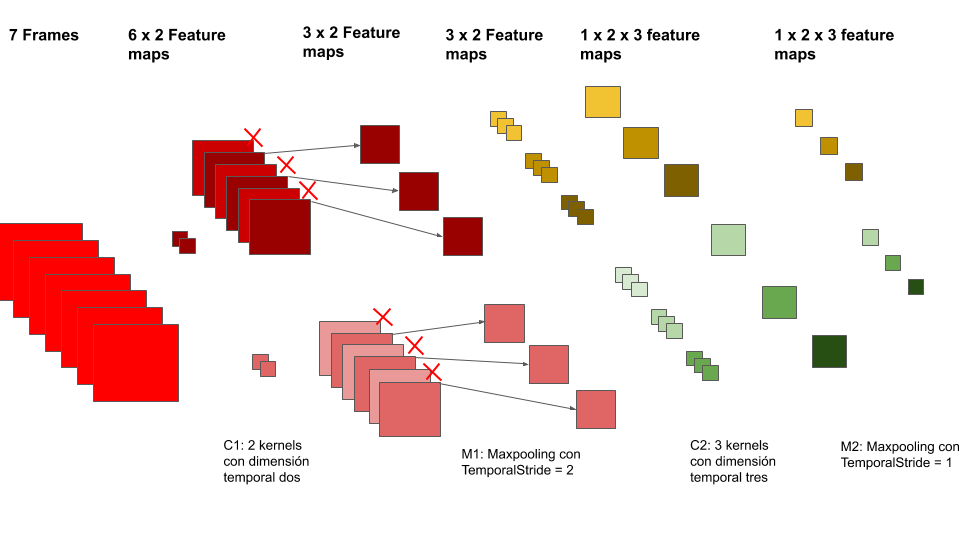 7 Frames
6 x 2 Feature
maps
3 x 2 Feature
maps
3 x 2 Feature
maps
1 x 2 x 3 feature
maps
1 x 2 x 3 feature
maps
C1: 2 kernels
con dimensión
temporal dos
M1: Maxpooling con
TemporalStride = 2
C2: 3 kernels
con dimensión
temporal tres
M2: Maxpooling con
TemporalStride = 1